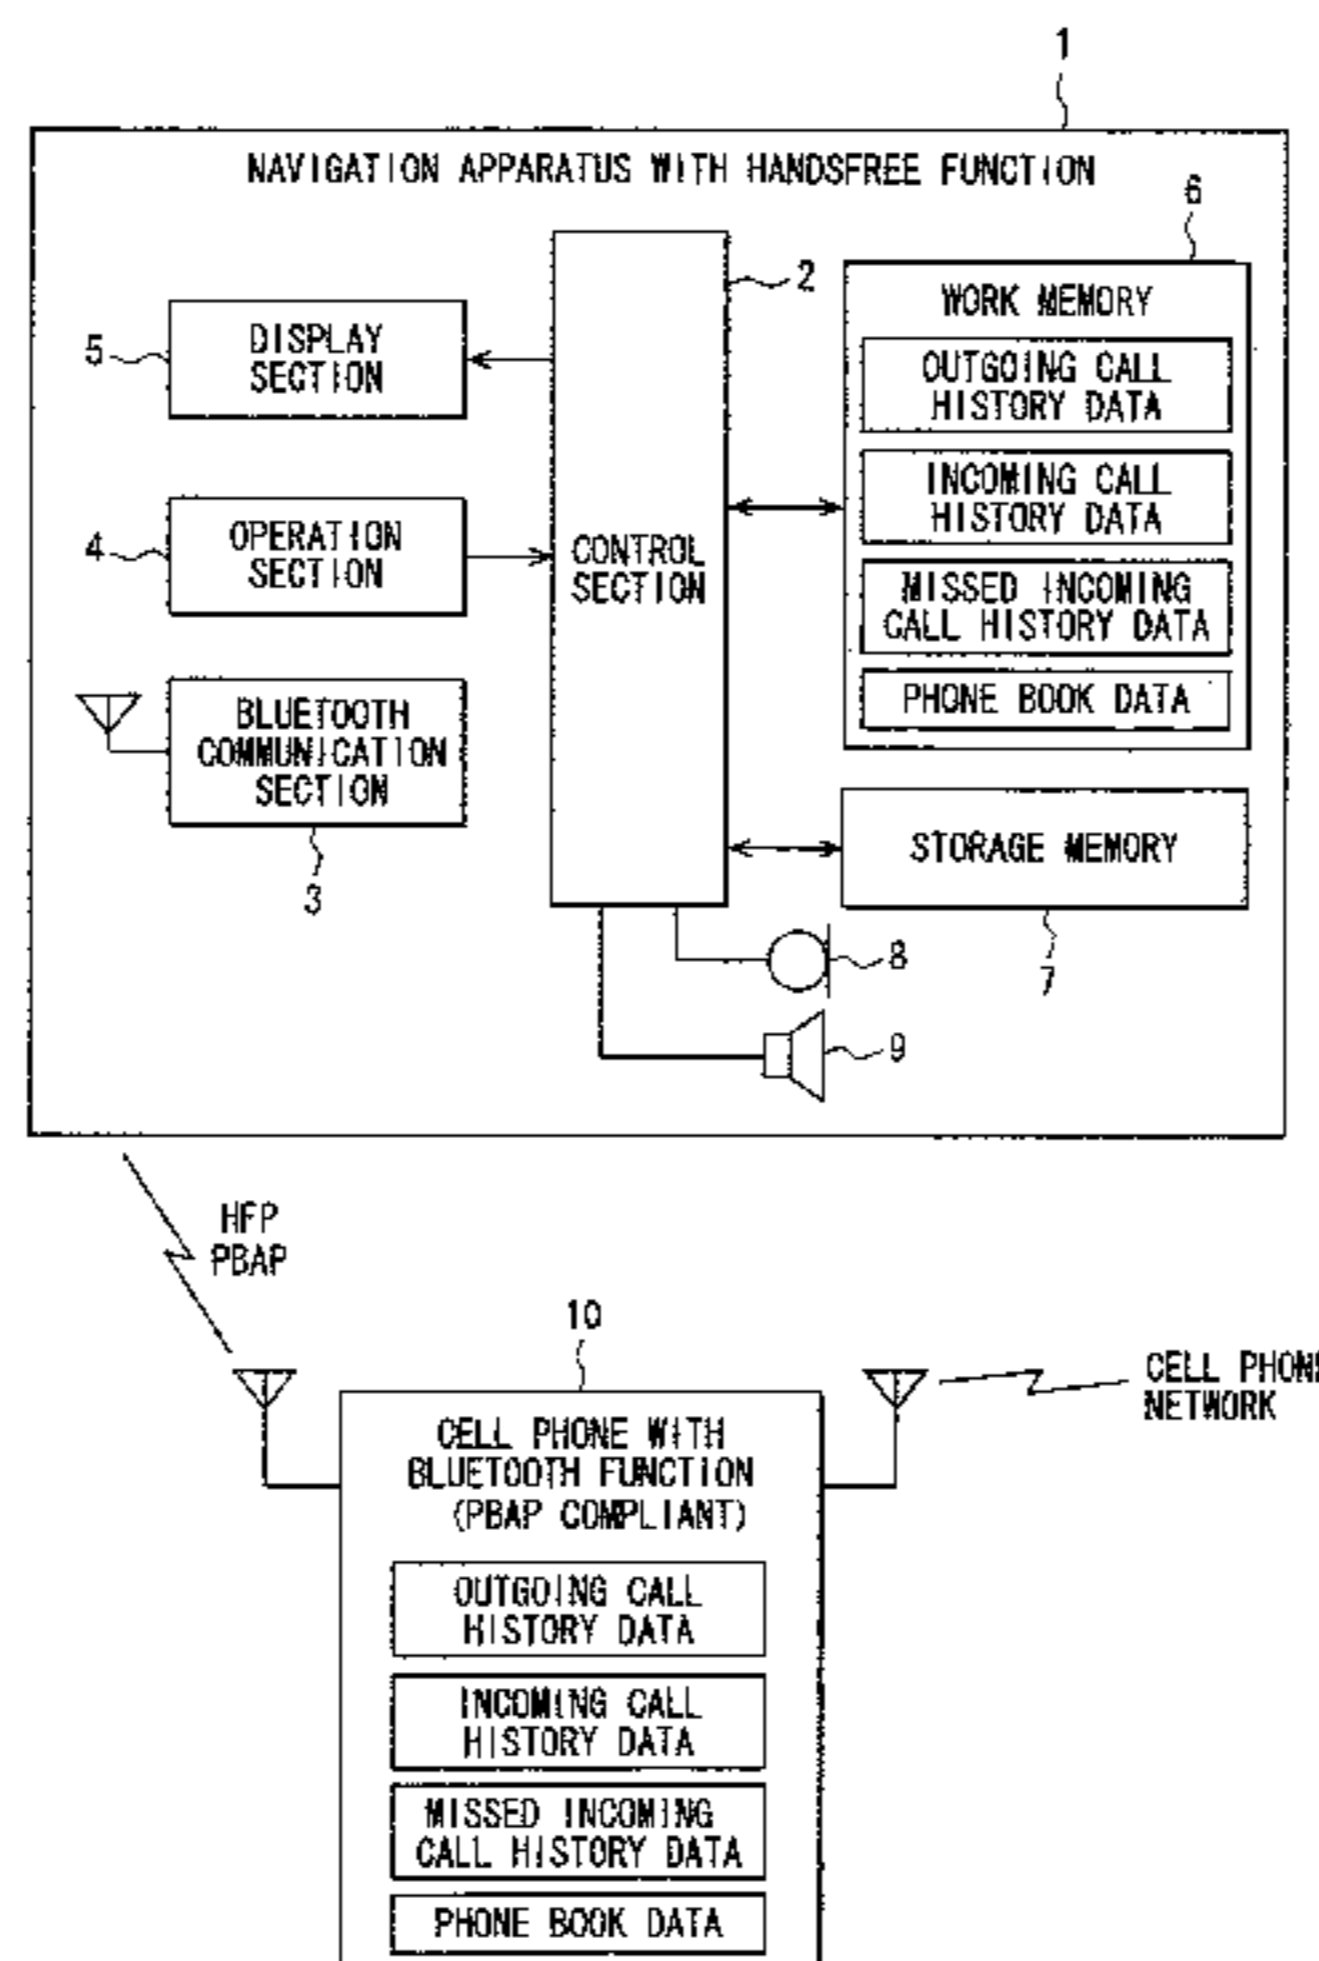 1
NAVIGATION APPARATUS WITH HANDSFREE FUNCTION
6
2
WORK MEMORY
5
DISPLAY
SECTION
OUTGOING CALL
HISTORY DATA
INCOMING CALL
HISTORY DATA
4
OPERATION
SECTION
CONTROL
SECTION
MISSED INCOMING
CALL HISTORY DATA
PHONE BOOK DATA
BLUETOOTH
COMMUNICATION
SECTION
3
STORAGE MEMORY
7
8
9
HFP
PBAP
10
CELL PHONE
NETWORK
CELL PHONE WITH
BLUETOOTH FUNCTION
(PBAP COMPLIANT)
OUTGOING CALL
HISTORY DATA
INCOMING CALL
HISTORY DATA
MISSED INCOMING
CALL HISTORY DATA
PHONE BOOK DATA